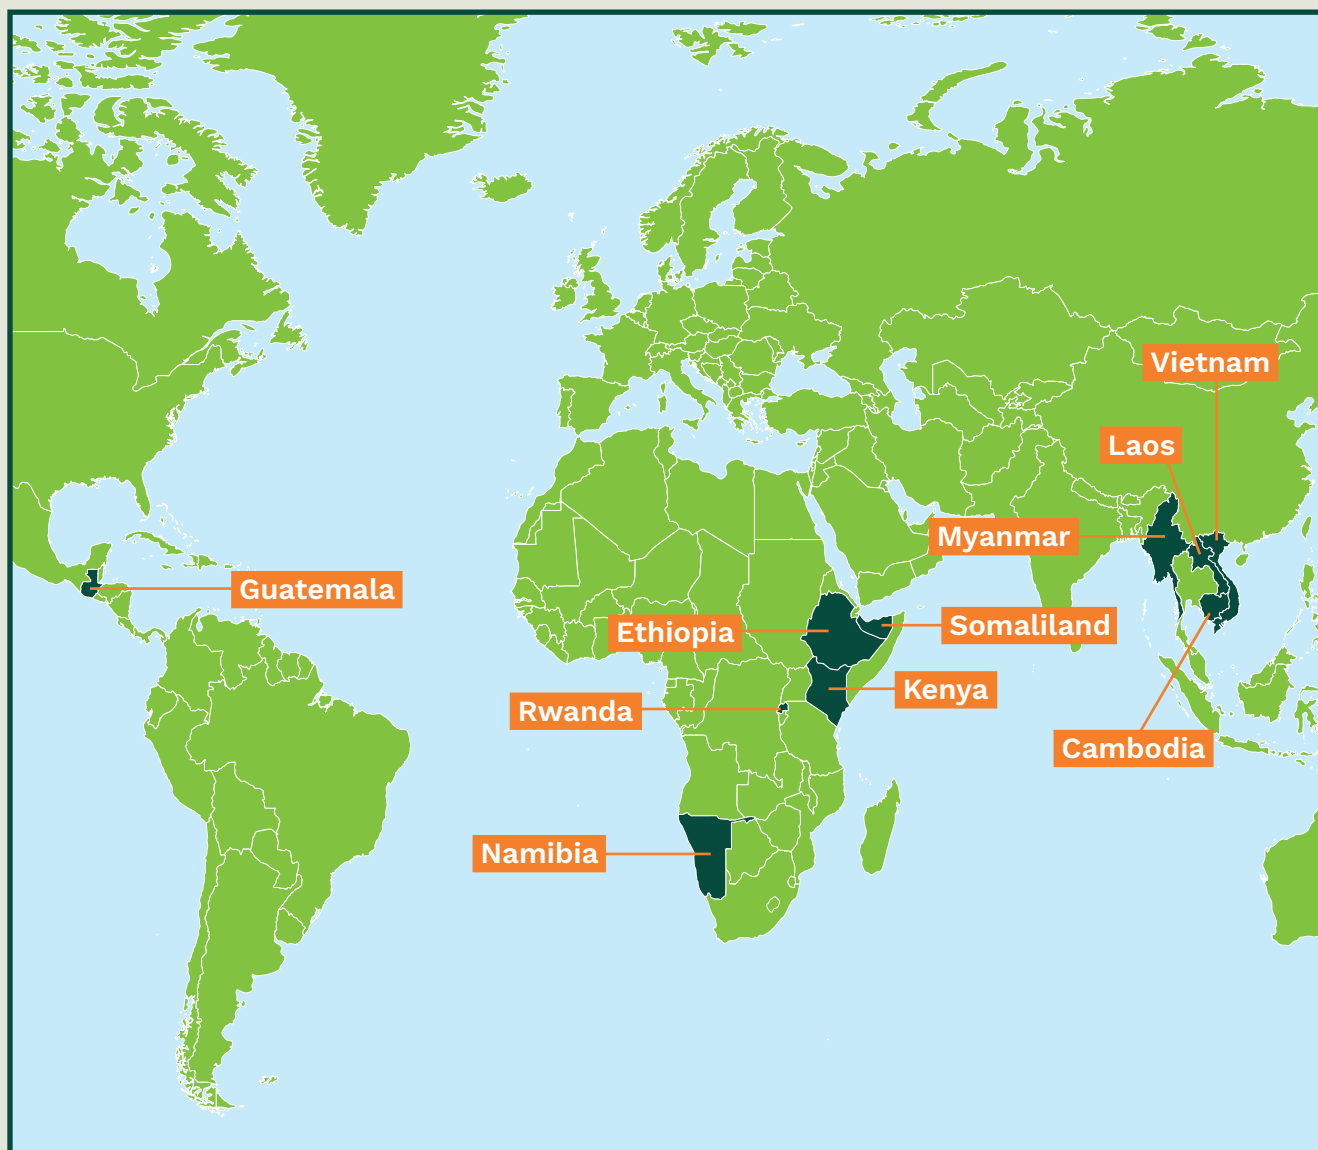 Vietnam
Laos
Myanmar
Guatemala
Somaliland
Ethiopia
Kenya
Rwanda
Cambodia
Namibia